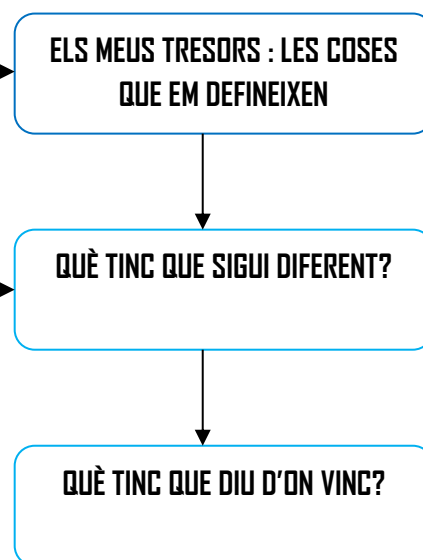 ELS MEUS TRESORS : LES COSES
QUE EM DEFINEIXEN
QUÈ TINC QUE SIGUI DIFERENT?
QUÈ TINC QUE DIU D'ON VINC?